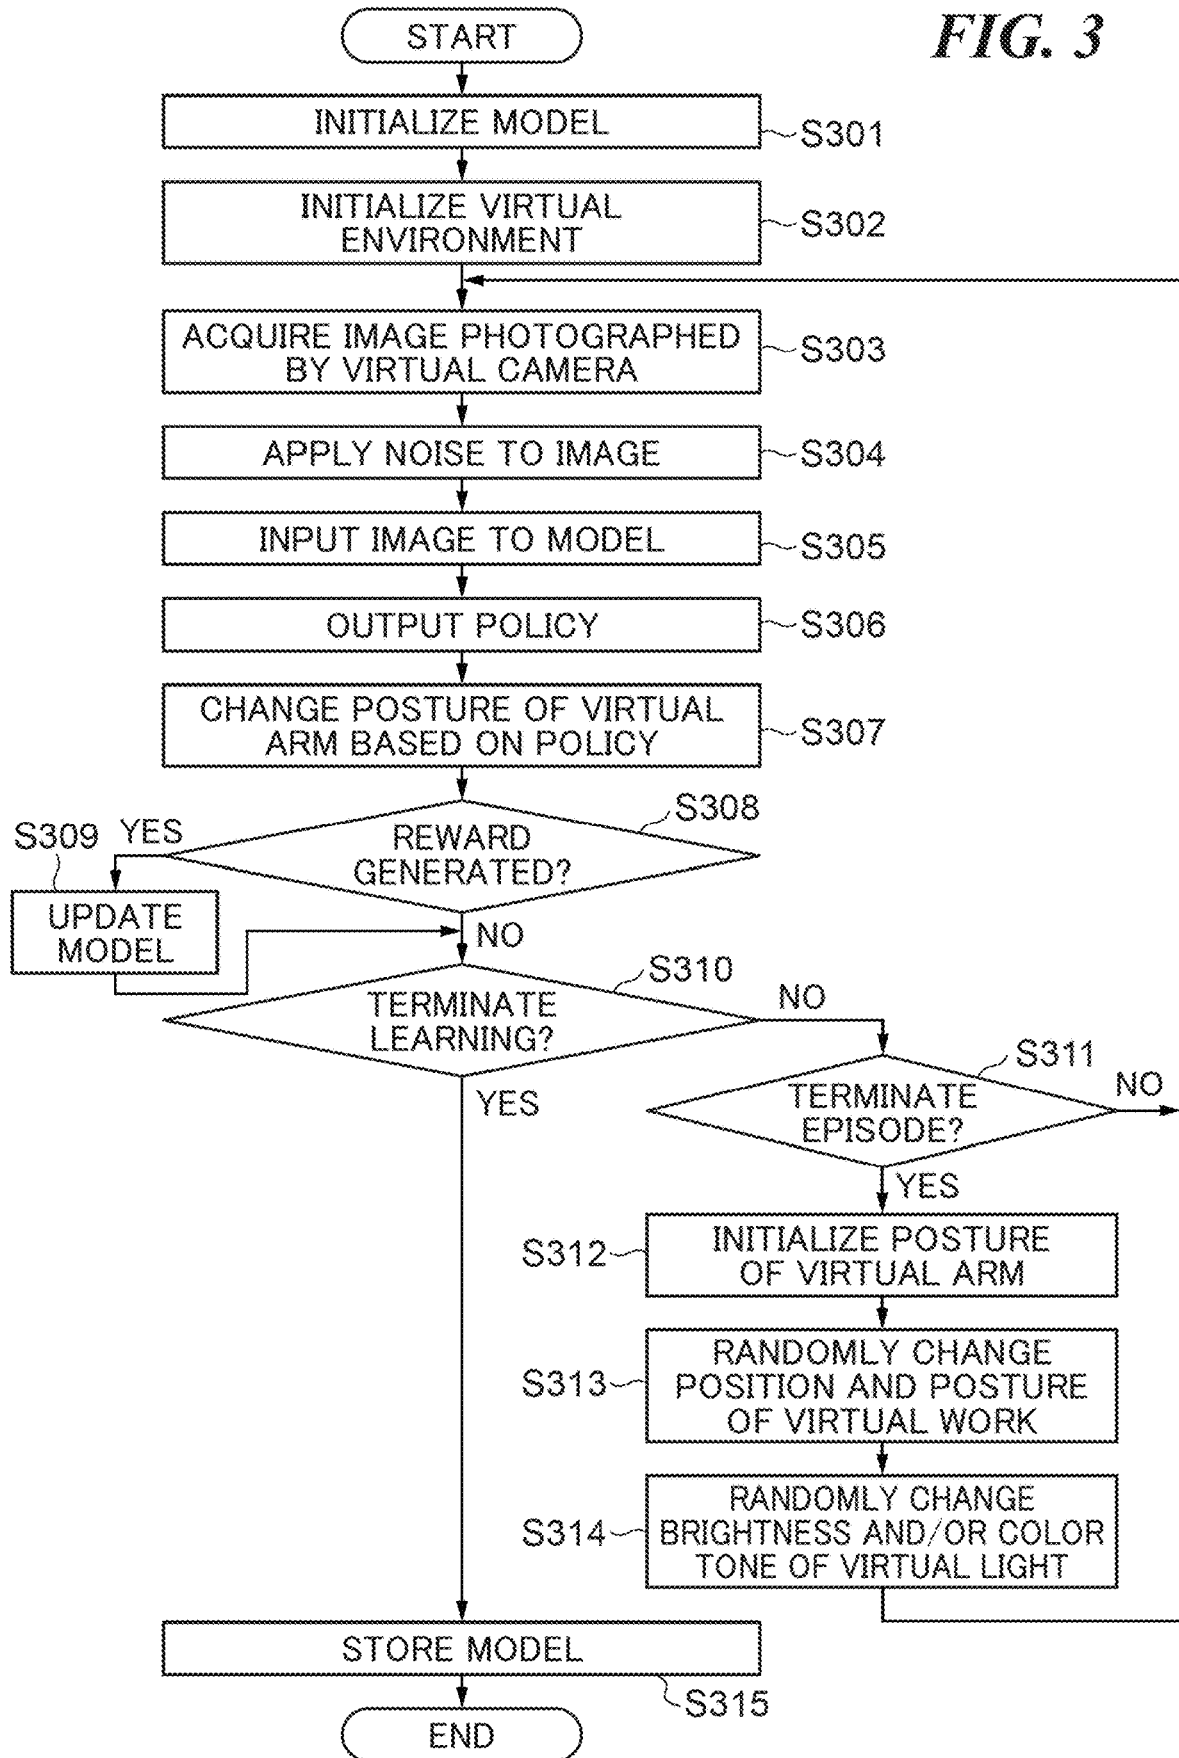 FIG. 3
START
INITIALIZE MODEL
S301
INITIALIZE VIRTUAL
ENVIRONMENT
S302
ACQUIRE IMAGE PHOTOGRAPHED
BY VIRTUAL CAMERA
S303
APPLY NOISE TO IMAGE
S304
INPUT IMAGE TO MODEL
S305
OUTPUT POLICY
S306
CHANGE POSTURE OF VIRTUAL
ARM BASED ON POLICY
S307
S308
REWARD
GENERATED?
YES
S309
UPDATE
MODEL
NO
S310
TERMINATE
LEARNING?
NO
YES
S311
TERMINATE
EPISODE?
NO
YES
S312
INITIALIZE POSTURE
OF VIRTUAL ARM
S313
RANDOMLY CHANGE
POSITION AND POSTURE
OF VIRTUAL WORK
S314
RANDOMLY CHANGE
BRIGHTNESS AND/OR COLOR
TONE OF VIRTUAL LIGHT
STORE MODEL
S315
END